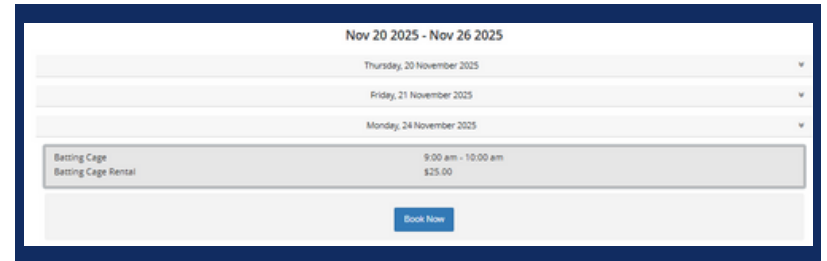 Nov 20 2025 - Nov 26 2025
Thursday, 20 November 2025
Friday, 21 November 2025
Monday, 24 November 2025
Batting Cage 9:00 am - 10:00 am
Batting Cage Rental $25.00
Book Now